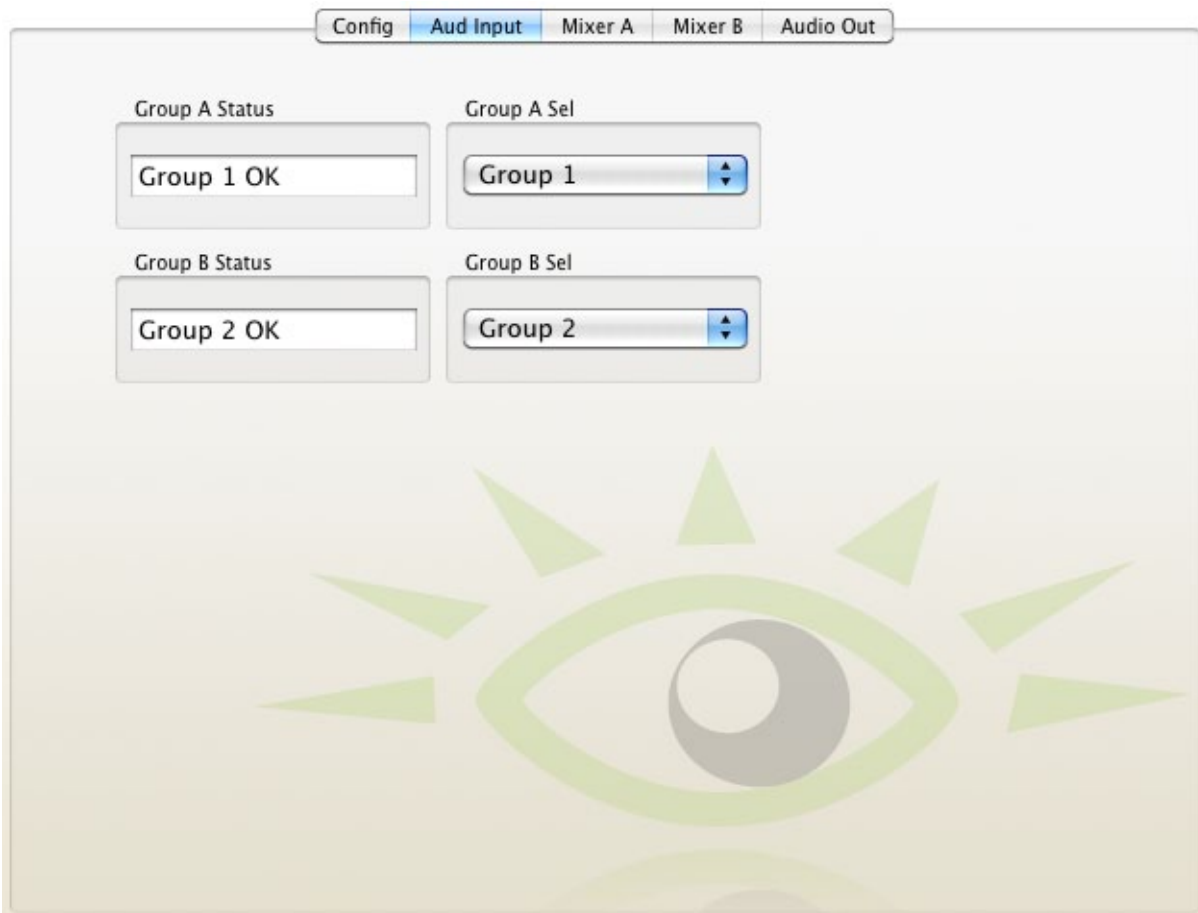 Config Aud Input Mixer A Mixer B Audio Out
Group A Status Group A Sel
Group 1 OK Group 1
Group B Status Group B Sel
Group 2 OK Group 2